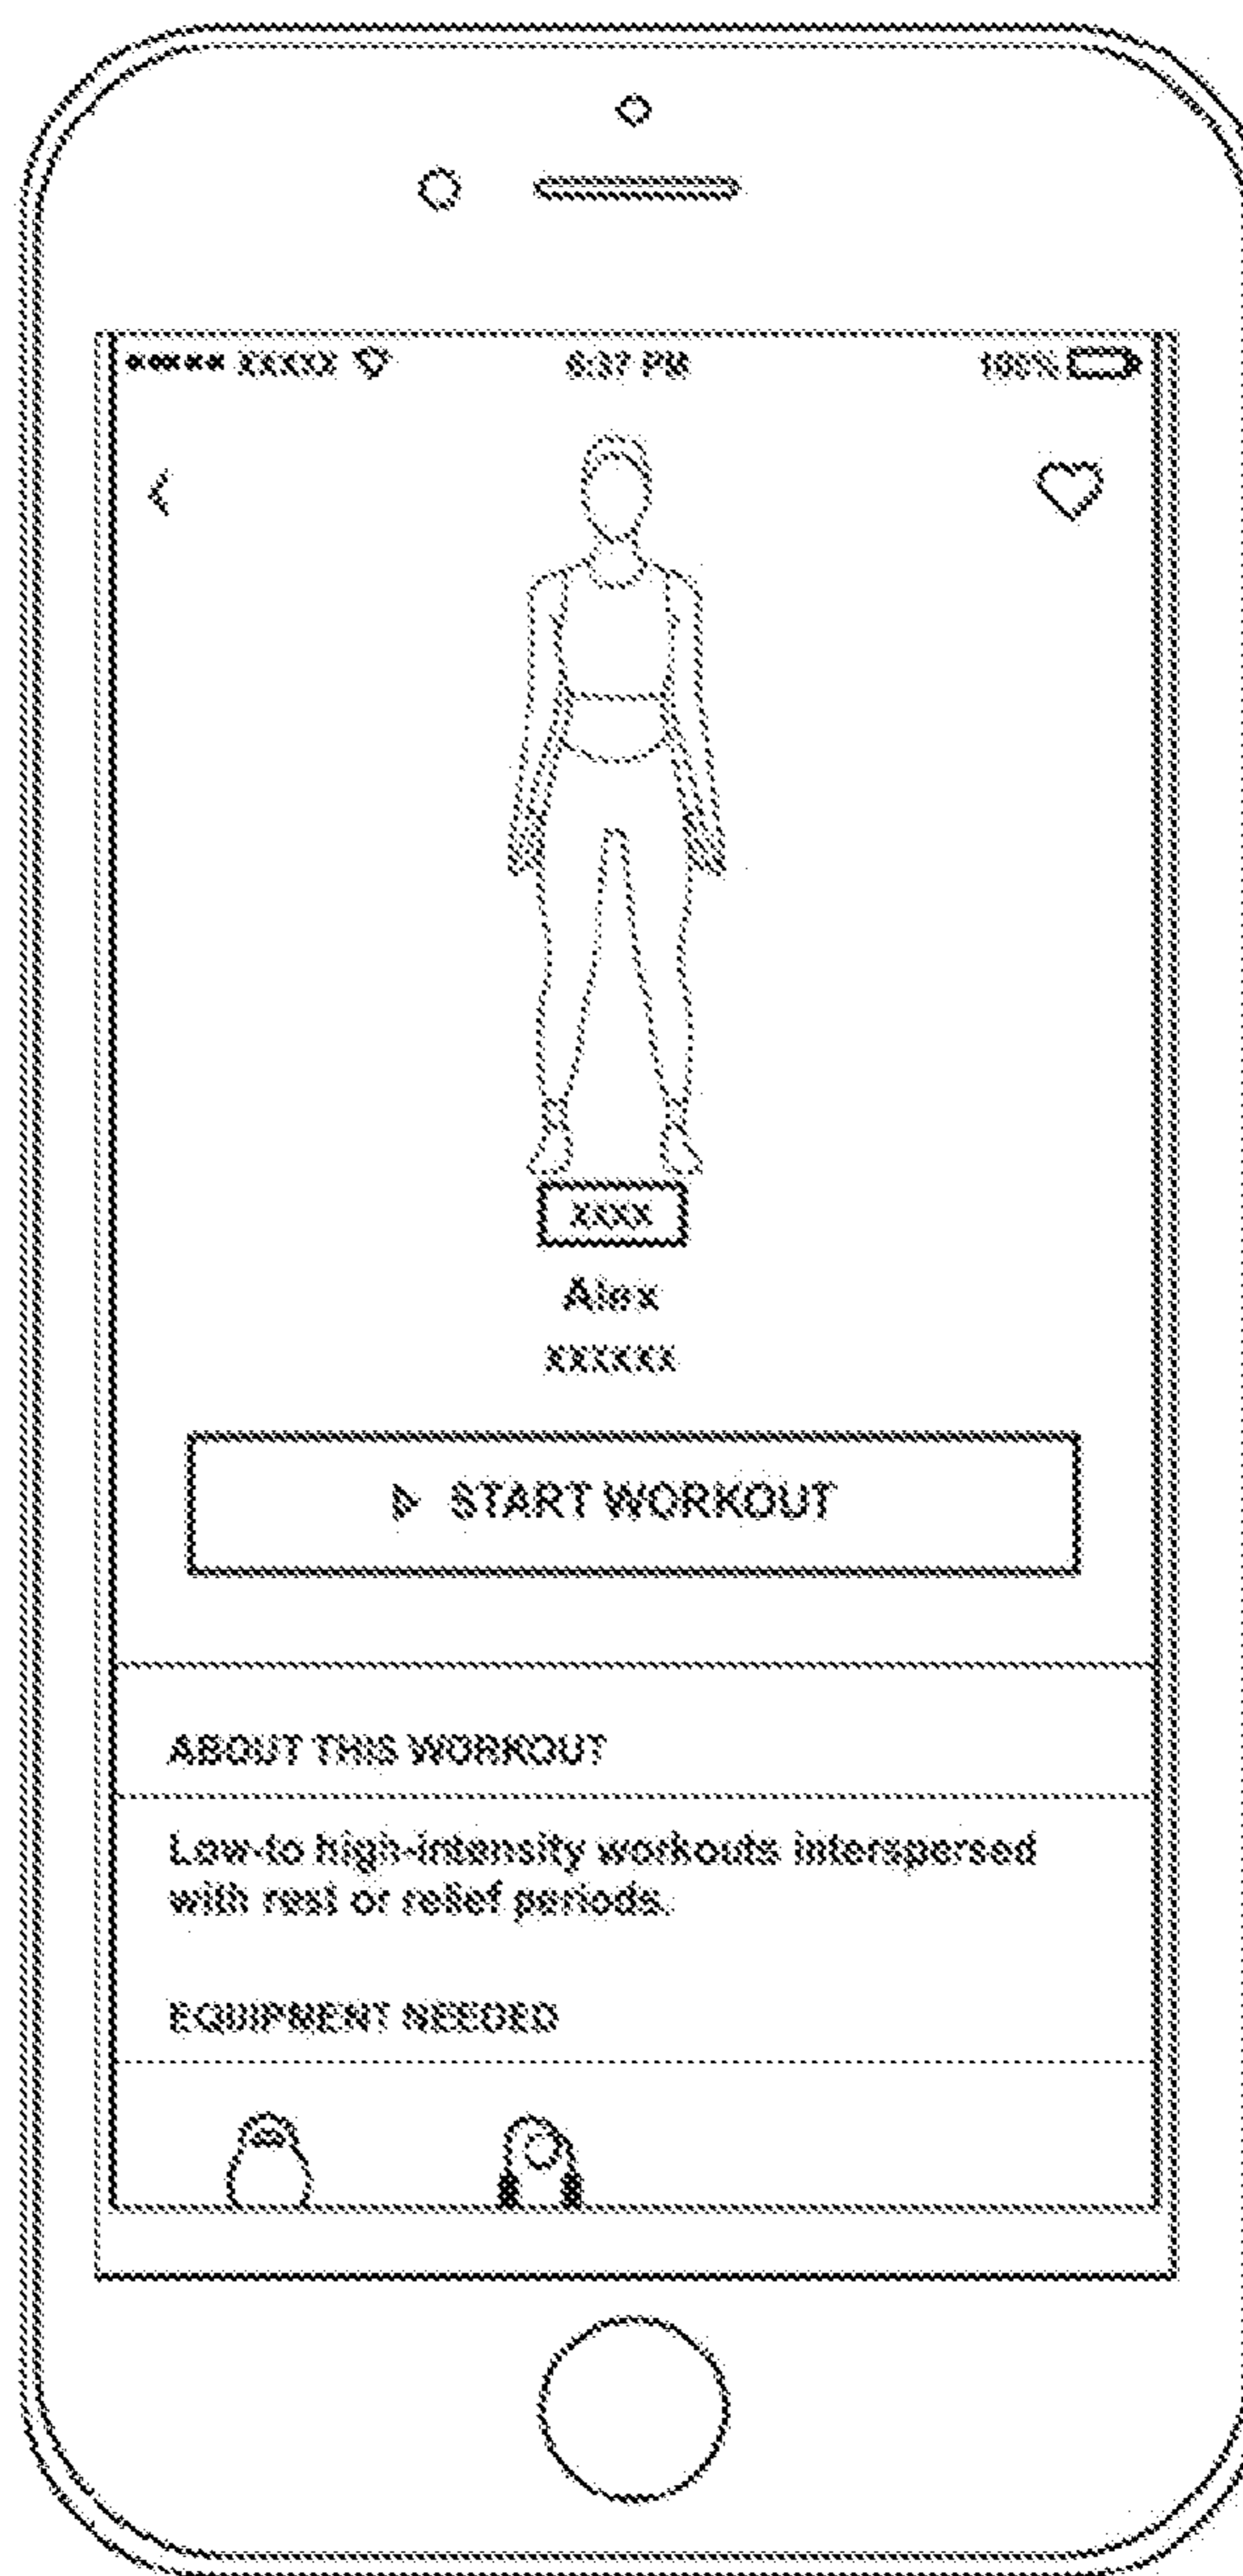 xxxxx
6:37 PM
100%
xxxx
Alex
xxxxxx
START WORKOUT
ABOUT THIS WORKOUT
Low-to high-intensity workouts interspersed
with rest or relief periods.
EQUIPMENT NEEDED